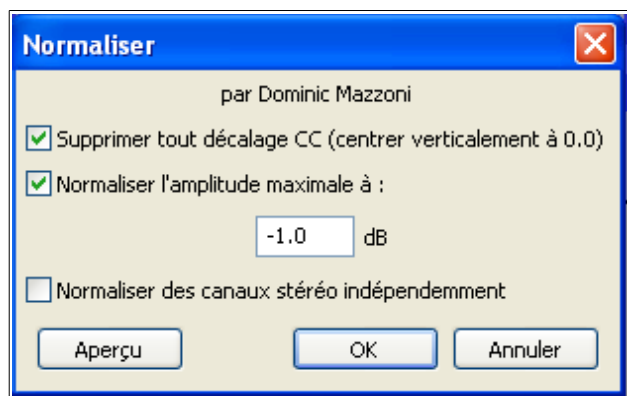 Normaliser
par Dominic Mazzoni
Supprimer tout décalage CC (centrer verticalement à 0.0)
Normaliser l'amplitude maximale à :
-1.0 dB
Normaliser des canaux stéréo indépendemment
Aperçu OK Annuler